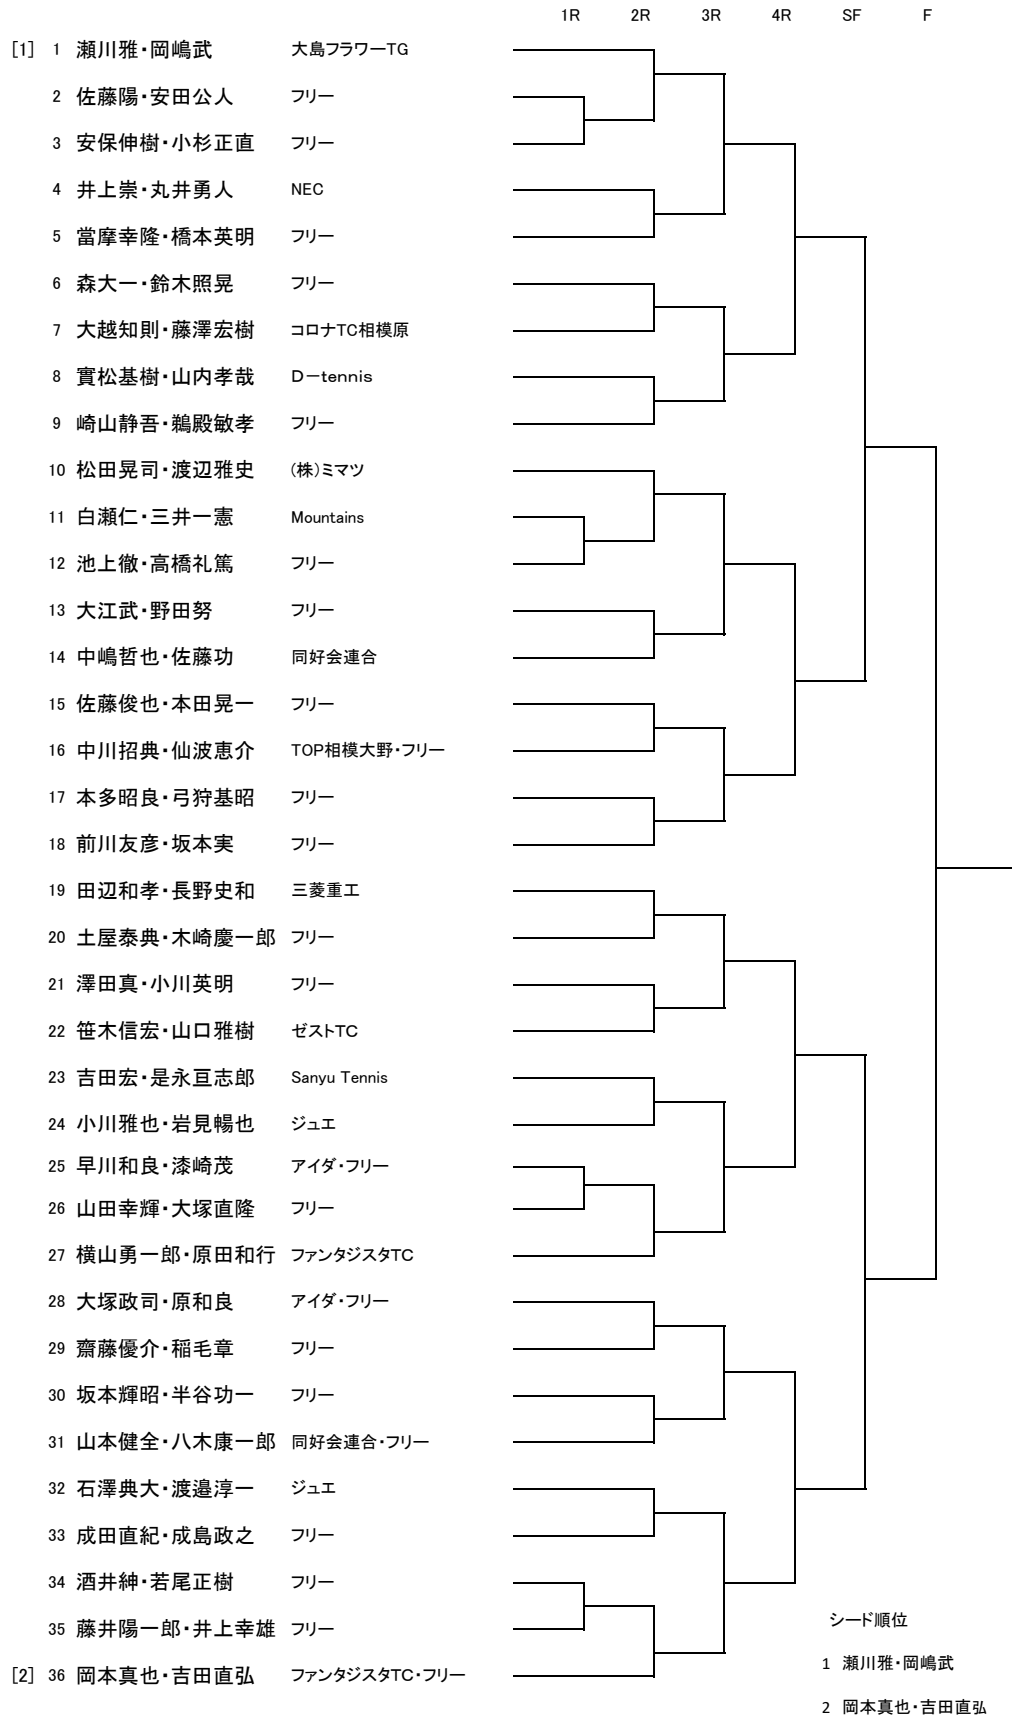 1R 2R 3R 4R SF F
[1] 1 瀬川雅・岡嶋武 大島フラワーTG
2 佐藤陽・安田公人 フリー
3 安保伸樹・小杉正直 フリー
4 井上崇・丸井勇人 NEC
5 當摩幸隆・橋本英明 フリー
6 森大一・鈴木照晃 フリー
7 大越知則・藤澤宏樹 コロナTC相模原
8 實松基樹・山内孝哉 D－tennis
9 崎山静吾・鵜殿敏孝 フリー
10 松田晃司・渡辺雅史 (株)ミマツ
11 白瀬仁・三井一憲 Mountains
12 池上徹・高橋礼篤 フリー
13 大江武・野田努 フリー
14 中嶋哲也・佐藤功 同好会連合
15 佐藤俊也・本田晃一 フリー
16 中川招典・仙波恵介 TOP相模大野・フリー
17 本多昭良・弓狩基昭 フリー
18 前川友彦・坂本実 フリー
19 田辺和孝・長野史和 三菱重工
20 土屋泰典・木崎慶一郎 フリー
21 澤田真・小川英明 フリー
22 笹木信宏・山口雅樹 ゼストTC
23 吉田宏・是永亘志郎 Sanyu Tennis
24 小川雅也・岩見暢也 ジュエ
25 早川和良・漆崎茂 アイダ・フリー
26 山田幸輝・大塚直隆 フリー
27 横山勇一郎・原田和行 ファンタジスタTC
28 大塚政司・原和良 アイダ・フリー
29 齋藤優介・稲毛章 フリー
30 坂本輝昭・半谷功一 フリー
31 山本健全・八木康一郎 同好会連合・フリー
32 石澤典大・渡邉淳一 ジュエ
33 成田直紀・成島政之 フリー
34 酒井紳・若尾正樹 フリー
35 藤井陽一郎・井上幸雄 フリー
[2] 36 岡本真也・吉田直弘 ファンタジスタTC・フリー
シード順位
1 瀬川雅・岡嶋武
2 岡本真也・吉田直弘